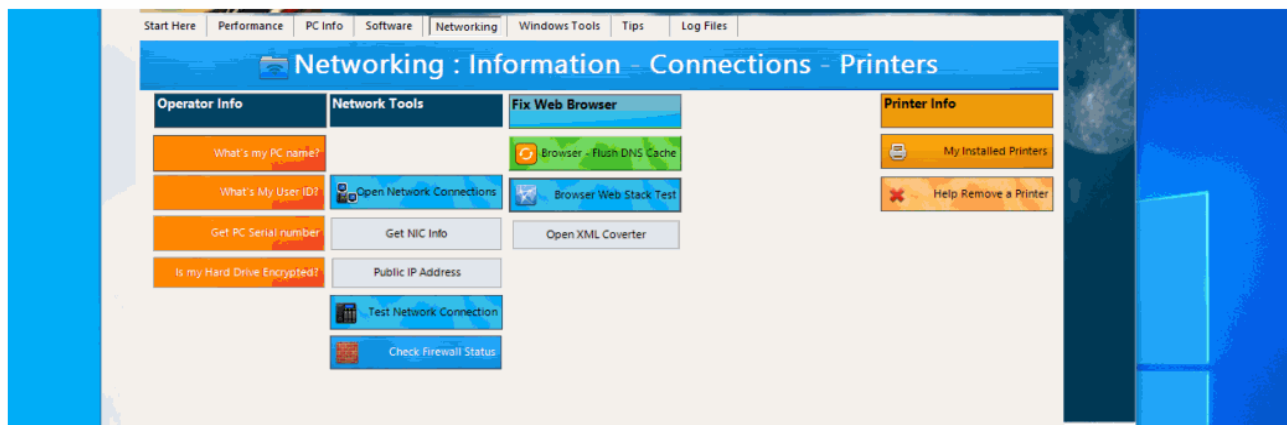 Start Here Performance PC Info Software Networking Windows Tools Tips Log Files
Networking : Information - Connections - Printers
Operator Info
What's my PC name?
What's My User ID?
Get PC Serial number
Is my Hard Drive Encrypted?
Network Tools
Open Network Connections
Get NIC Info
Public IP Address
Test Network Connection
Check Firewall Status
Fix Web Browser
Browser - Flush DNS Cache
Browser Web Stack Test
Open XML Coverter
Printer Info
My Installed Printers
Help Remove a Printer